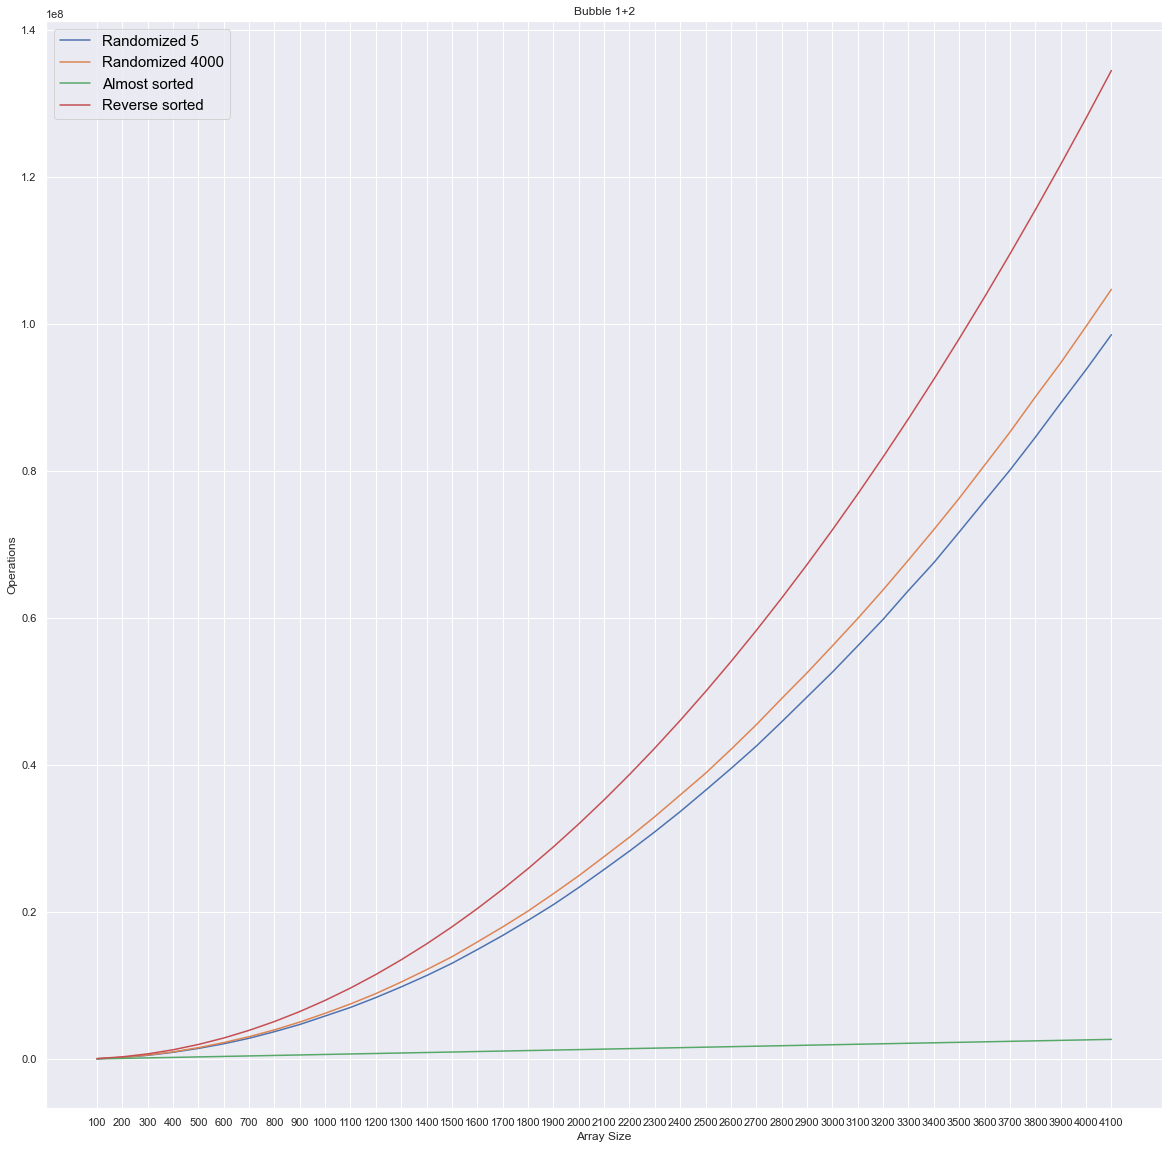 Bubble 1+2
1e8
Randomized 5
Randomized 4000
Almost sorted
Reverse sorted
1.4
1.2
1.0
0.8
0.6
0.4
0.2
0.0
Operations
100 200 300 400 500 600 700 800 900 1000 1100 1200 1300 1400 1500 1600 1700 1800 1900 2000 2100 2200 2300 2400 2500 2600 2700 2800 2900 3000 3100 3200 3300 3400 3500 3600 3700 3800 3900 4000 4100
Array Size